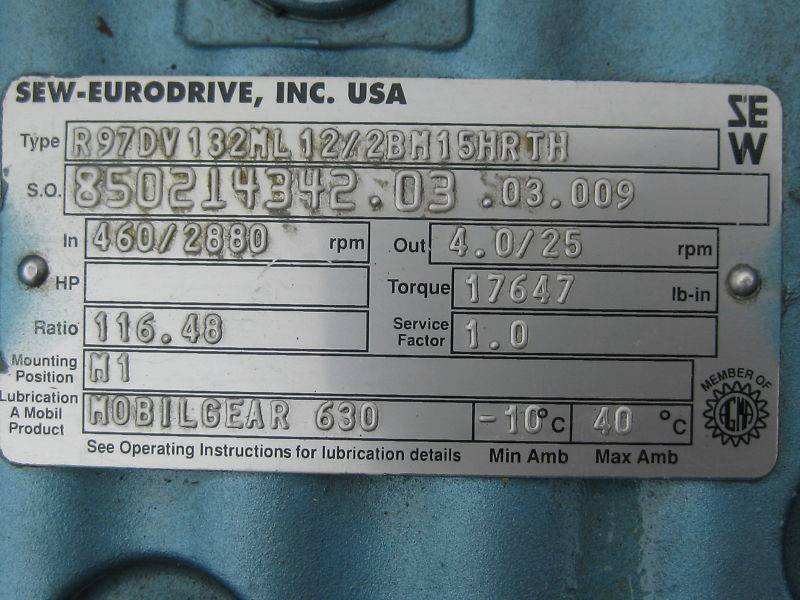 SEW-EURODRIVE, INC. USA
SEW
Type R97DV132ML12/2BM15HRTH
S.O. 850214342.03.03.009
In 460/2880 rpm Out 4.0/25 rpm
HP Torque 17647 lb-in
Ratio 116.48 Service Factor 1.0
Mounting Position M1
Lubrication A Mobil Product MOBILGEAR 630 -10°C 40 °C
See Operating Instructions for lubrication details Min Amb Max Amb
MEMBER OF
AGMA